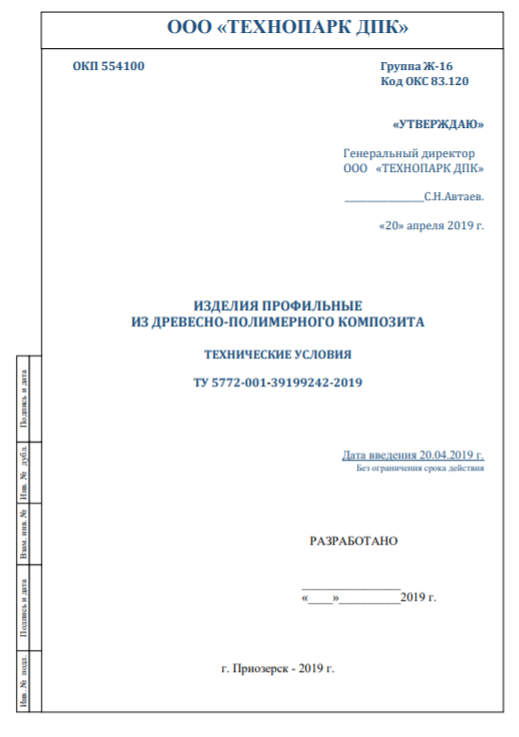 ООО «ТЕХНОПАРК ДПК»
ОКП 554100
Группа Ж-16
Код ОКС 83.120
«УТВЕРЖДАЮ»
Генеральный директор
ООО «ТЕХНОПАРК ДПК»
_______________С.Н.Автаев.
«20» апреля 2019 г.
ИЗДЕЛИЯ ПРОФИЛЬНЫЕ
ИЗ ДРЕВЕСНО-ПОЛИМЕРНОГО КОМПОЗИТА
ТЕХНИЧЕСКИЕ УСЛОВИЯ
ТУ 5772-001-39199242-2019
Дата введения 20.04.2019 г.
Без ограничения срока действия
РАЗРАБОТАНО
________________
«____»__________2019 г.
г. Приозерск - 2019 г.
Подпись и дата
Инв. № дубл.
Взам. инв. №
Подпись и дата
Инв. № подл.